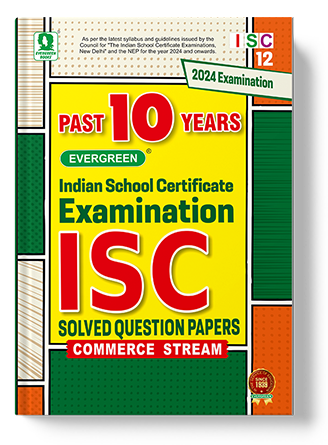 EVERGREEN
BOOKS
As per the latest syllabus and guidelines issued by the
Council for "The Indian School Certificate Examinations,
New Delhi" and the NEP for the year 2024 and onwards.
ISC
12
2024 Examination
PAST 10 YEARS
EVERGREEN ®
Indian School Certificate
Examination
ISC
SOLVED QUESTION PAPERS
COMMERCE STREAM
SINCE
1938